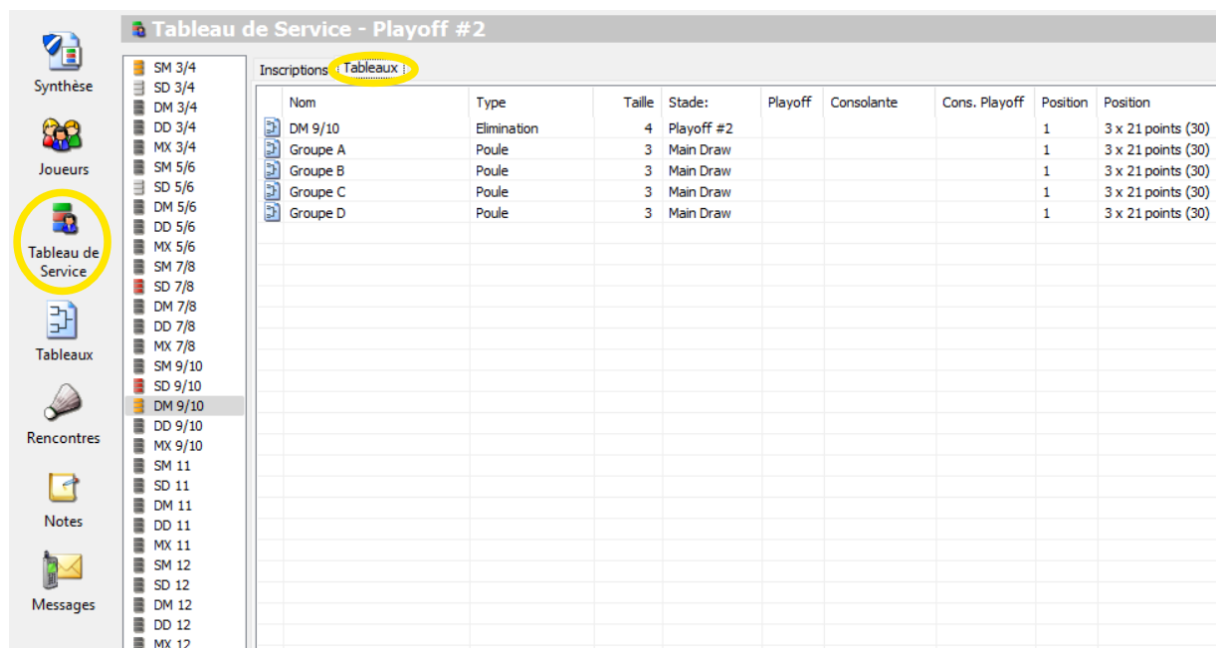 Tableau de Service - Playoff #2
Synthèse
Joueurs
Tableau de
Service
Tableaux
Rencontres
Notes
Messages
SM 3/4
SD 3/4
DM 3/4
DD 3/4
MX 3/4
SM 5/6
SD 5/6
DM 5/6
DD 5/6
MX 5/6
SM 7/8
SD 7/8
DM 7/8
DD 7/8
MX 7/8
SM 9/10
SD 9/10
DM 9/10
DD 9/10
MX 9/10
SM 11
SD 11
DM 11
DD 11
MX 11
SM 12
SD 12
DM 12
DD 12
MX 12
Inscriptions Tableaux
Nom Type Taille Stade: Playoff Consolante Cons. Playoff Position Position
DM 9/10 Elimination 4 Playoff #2 1 3 x 21 points (30)
Groupe A Poule 3 Main Draw 1 3 x 21 points (30)
Groupe B Poule 3 Main Draw 1 3 x 21 points (30)
Groupe C Poule 3 Main Draw 1 3 x 21 points (30)
Groupe D Poule 3 Main Draw 1 3 x 21 points (30)